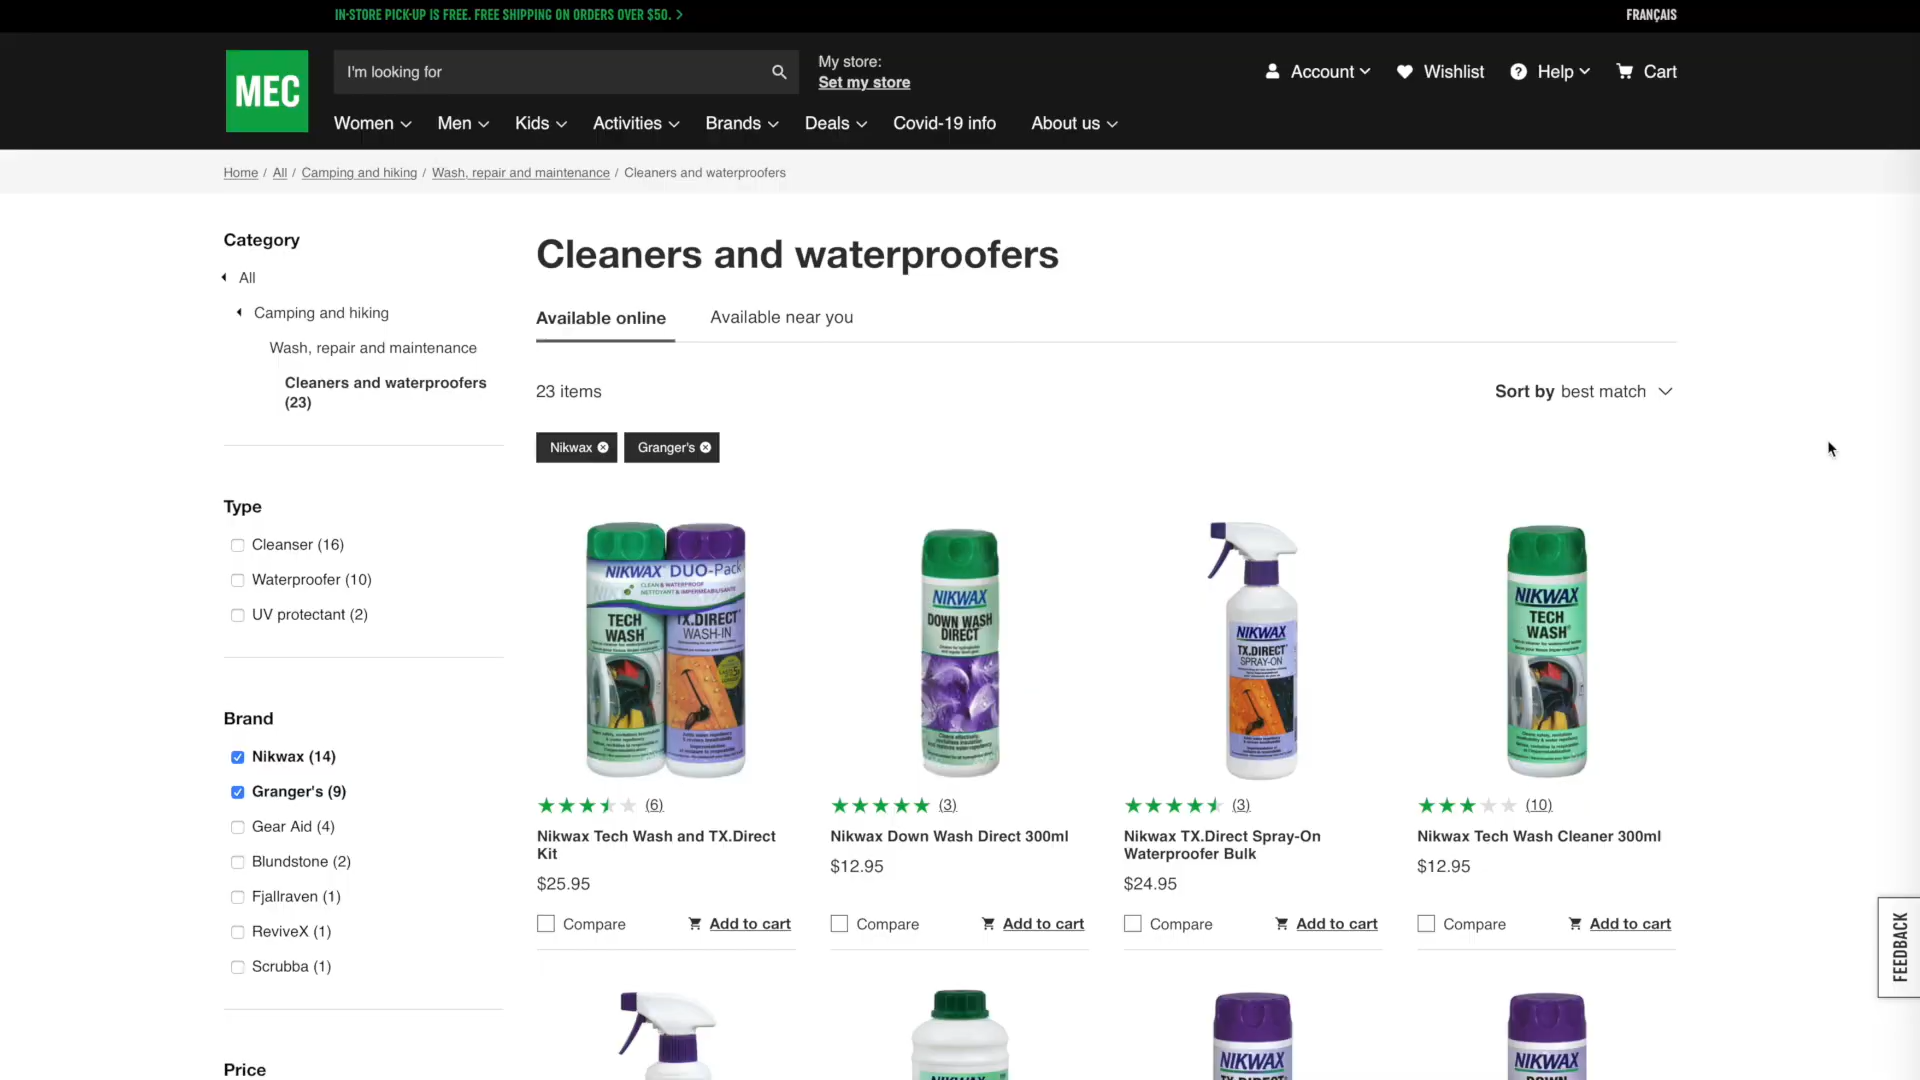 IN-STORE PICK-UP IS FREE. FREE SHIPPING ON ORDERS OVER $50.
FRANÇAIS
MEC
I'm looking for
My store:
Set my store
Account
Wishlist
Help
Cart
Women
Men
Kids
Activities
Brands
Deals
Covid-19 info
About us
Home / All / Camping and hiking / Wash, repair and maintenance / Cleaners and waterproofers
Category
All
Camping and hiking
Wash, repair and maintenance
Cleaners and waterproofers
(23)
Type
Cleanser (16)
Waterproofer (10)
UV protectant (2)
Brand
Nikwax (14)
Granger's (9)
Gear Aid (4)
Blundstone (2)
Fjallraven (1)
ReviveX (1)
Scrubba (1)
Price
Cleaners and waterproofers
Available online
Available near you
23 items
Sort by best match
Nikwax
Granger's
NIKWAX DUO-Pack
CLEAN & WATERPROOF
TECH
WASH
TX.DIRECT
WASH-IN
NIKWAX
DOWN WASH
DIRECT
NIKWAX
TX.DIRECT
SPRAY-ON
NIKWAX
TECH
WASH
(6)
Nikwax Tech Wash and TX.Direct
Kit
$25.95
Compare
Add to cart
(3)
Nikwax Down Wash Direct 300ml
$12.95
Compare
Add to cart
(3)
Nikwax TX.Direct Spray-On
Waterproofer Bulk
$24.95
Compare
Add to cart
(10)
Nikwax Tech Wash Cleaner 300ml
$12.95
Compare
Add to cart
NIKWAX
NIKWAX
NIKWAX
FEEDBACK